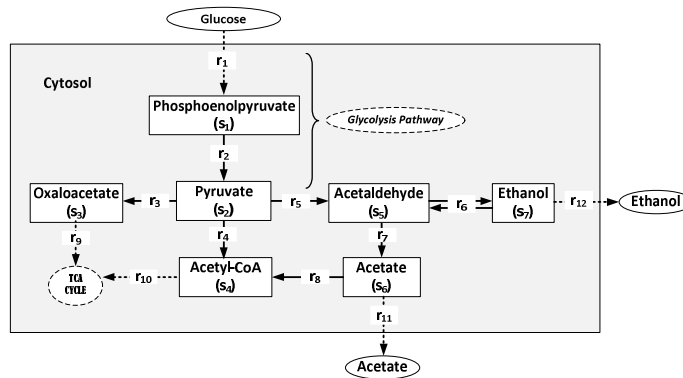 Glucose
r1
Cytosol
Phosphoenolpyruvate
(s1)
Glycolysis Pathway
r2
Oxaloacetate
(s3)
r3
Pyruvate
(s2)
r5
Acetaldehyde
(s5)
r6
Ethanol
(s7)
r12
Ethanol
r9
r4
r7
TCA
CYCLE
r10
Acetyl-CoA
(s4)
r8
Acetate
(s6)
r11
Acetate